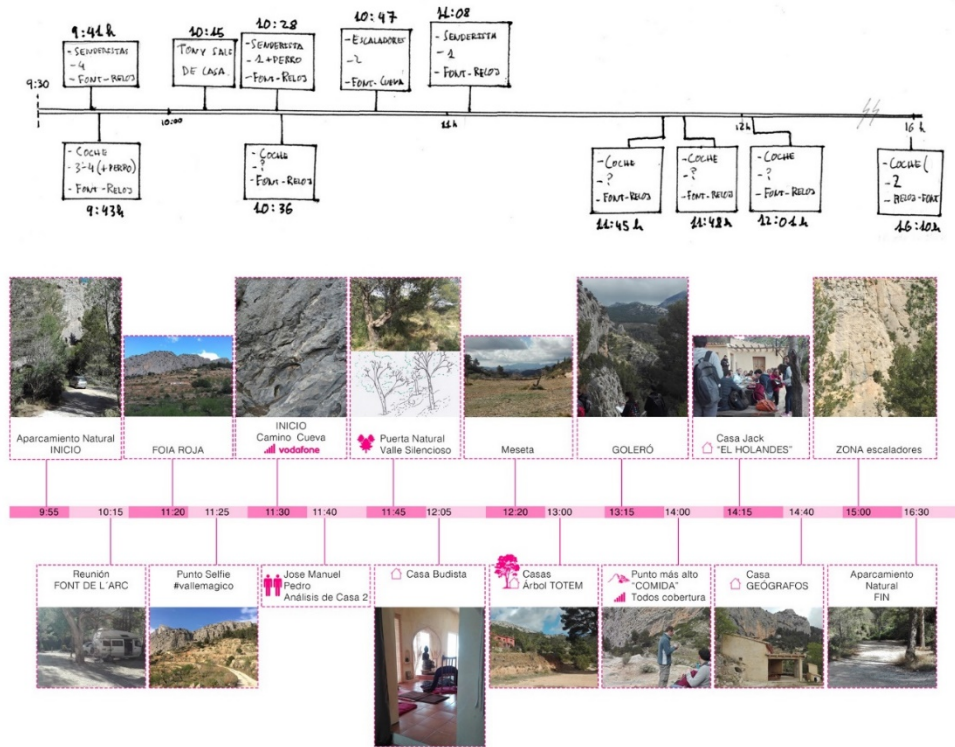 9:41h
- SENDERISTAS
- 4
- FONT-RELOJ
10:15
TONY SALE
DE CASA.
10:28
- SENDERISTA
- 1 + PERRO
- FONT-RELOJ
10:47
- ESCALADORES
- 2
- FONT-CUEVA
11:08
- SENDERISTA
- 1
- FONT-RELOJ
9:30
10:00
11h
12h
16 h
- COCHE
- 3-4 (+PERRO)
- FONT-RELOJ
9:43h
- COCHE
- ?
- FONT-RELOJ
10:36
- COCHE
- ?
- FONT-RELOJ
11:45 h
- COCHE
- ?
- FONT-RELOJ
11:48h
- COCHE
- ?
- FONT-RELOJ
12:01h
- COCHE (
- 2
- RELOJ-FONT
16:10h
Aparcamiento Natural
INICIO
FOIA ROJA
INICIO
Camino Cueva
vodafone
Puerta Natural
Valle Silencioso
Meseta
GOLERÓ
Casa Jack
"EL HOLANDES"
ZONA escaladores
9:55 10:15 11:20 11:25 11:30 11:40 11:45 12:05 12:20 13:00 13:15 14:00 14:15 14:40 15:00 16:30
Reunión
FONT DE L´ARC
Punto Selfie
#vallemagico
Jose Manuel
Pedro
Análisis de Casa 2
Casa Budista
Casas
Árbol TOTEM
Punto más alto
"COMIDA"
Todos cobertura
Casa
GEÓGRAFOS
Aparcamiento
Natural
FIN